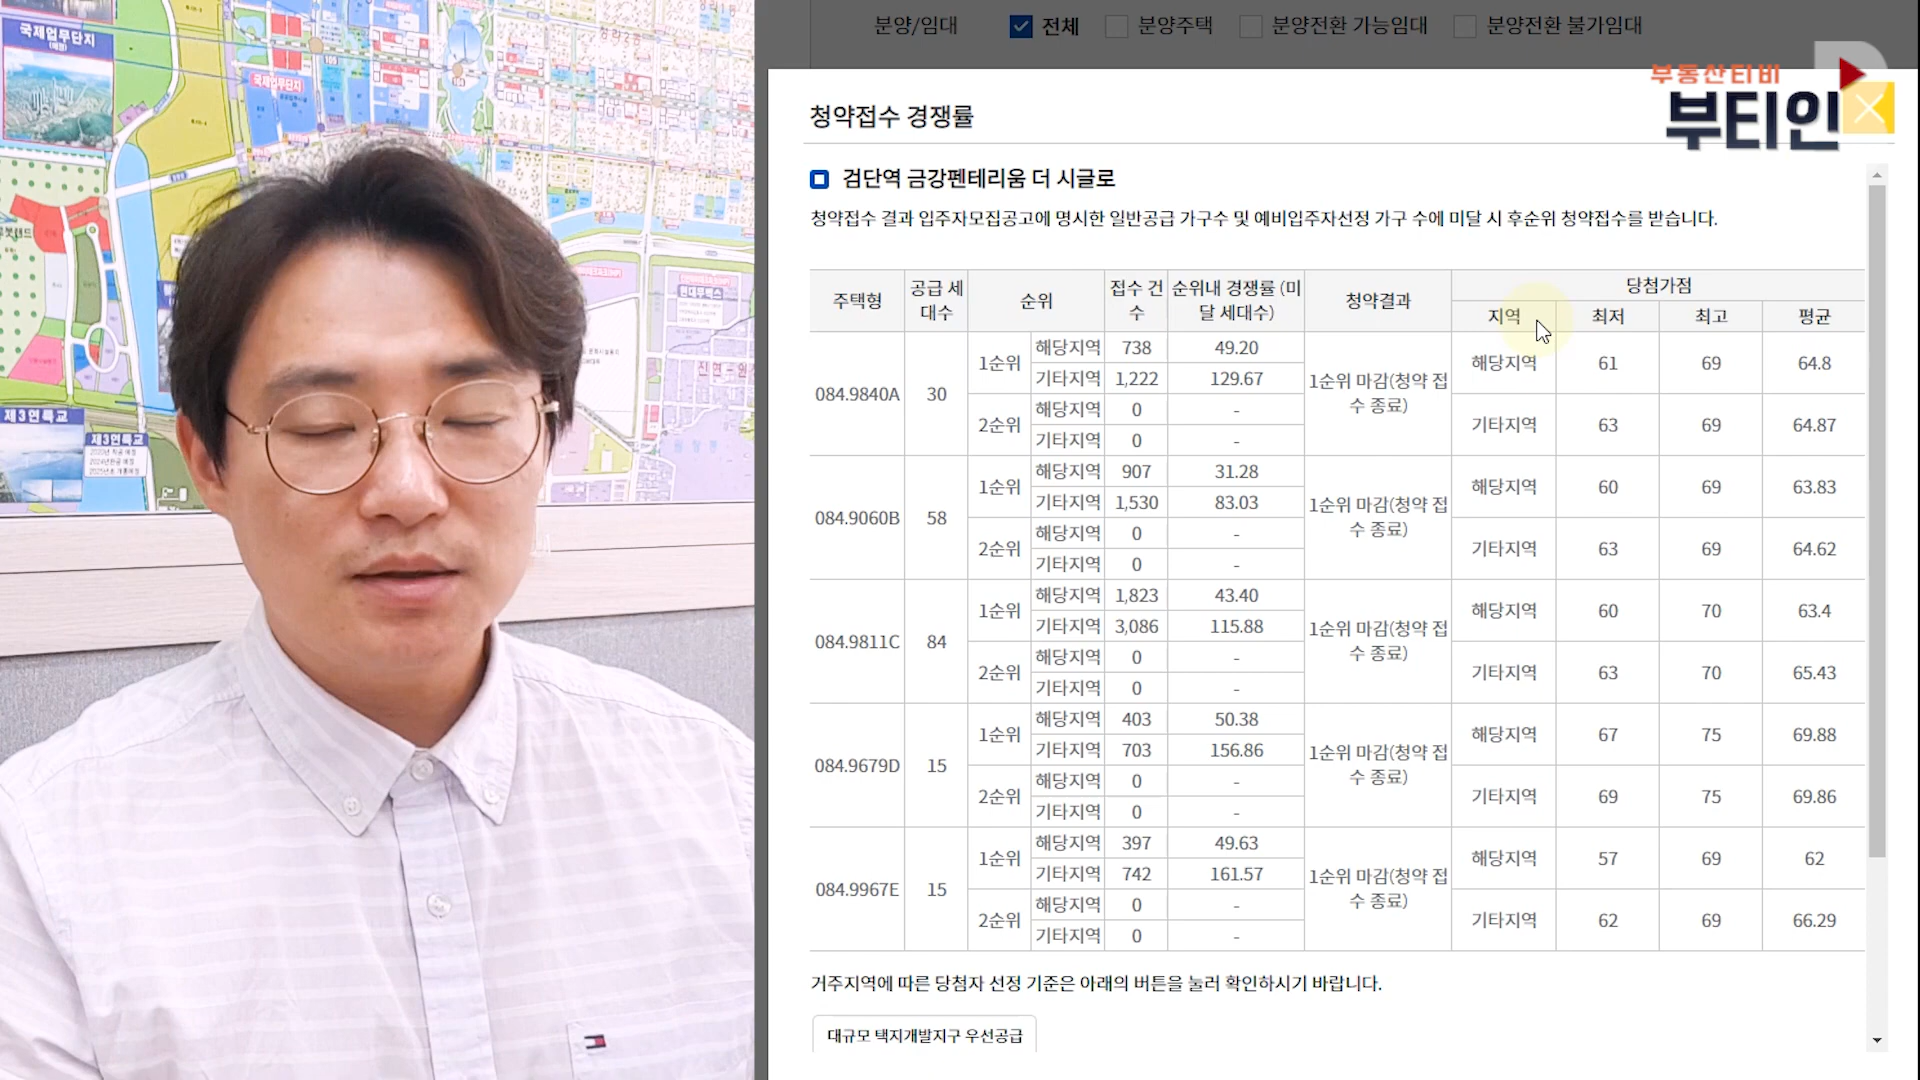 국제업무단지
국제업무단지
제3연륙교
제3연륙교
분양/임대 전체 분양주택 분양전환 가능임대 분양전환 불가임대
부동산티비
부티인
청약접수 경쟁률
검단역 금강펜테리움 더 시글로
청약접수 결과 입주자모집공고에 명시한 일반공급 가구수 및 예비입주자선정 가구 수에 미달 시 후순위 청약접수를 받습니다.
주택형 공급 세대수 순위 접수 건수 순위내 경쟁률 (미달 세대수) 청약결과 당첨가점
지역 최저 최고 평균
084.9840A 30 1순위 해당지역 738 49.20 1순위 마감(청약 접수 종료) 해당지역 61 69 64.8
기타지역 1,222 129.67
2순위 해당지역 0 - 기타지역 63 69 64.87
기타지역 0 -
084.9060B 58 1순위 해당지역 907 31.28 1순위 마감(청약 접수 종료) 해당지역 60 69 63.83
기타지역 1,530 83.03
2순위 해당지역 0 - 기타지역 63 69 64.62
기타지역 0 -
084.9811C 84 1순위 해당지역 1,823 43.40 1순위 마감(청약 접수 종료) 해당지역 60 70 63.4
기타지역 3,086 115.88
2순위 해당지역 0 - 기타지역 63 70 65.43
기타지역 0 -
084.9679D 15 1순위 해당지역 403 50.38 1순위 마감(청약 접수 종료) 해당지역 67 75 69.88
기타지역 703 156.86
2순위 해당지역 0 - 기타지역 69 75 69.86
기타지역 0 -
084.9967E 15 1순위 해당지역 397 49.63 1순위 마감(청약 접수 종료) 해당지역 57 69 62
기타지역 742 161.57
2순위 해당지역 0 - 기타지역 62 69 66.29
기타지역 0 -
거주지역에 따른 당첨자 선정 기준은 아래의 버튼을 눌러 확인하시기 바랍니다.
대규모 택지개발지구 우선공급